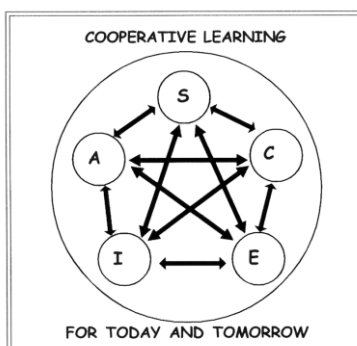 COOPERATIVE LEARNING
S
A
C
I
E
FOR TODAY AND TOMORROW